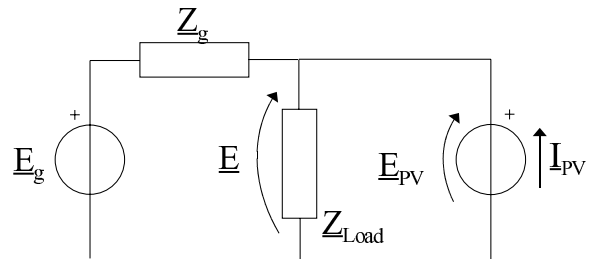 Z_g
+
E_g
E
Z_Load
E_PV
+
I_PV